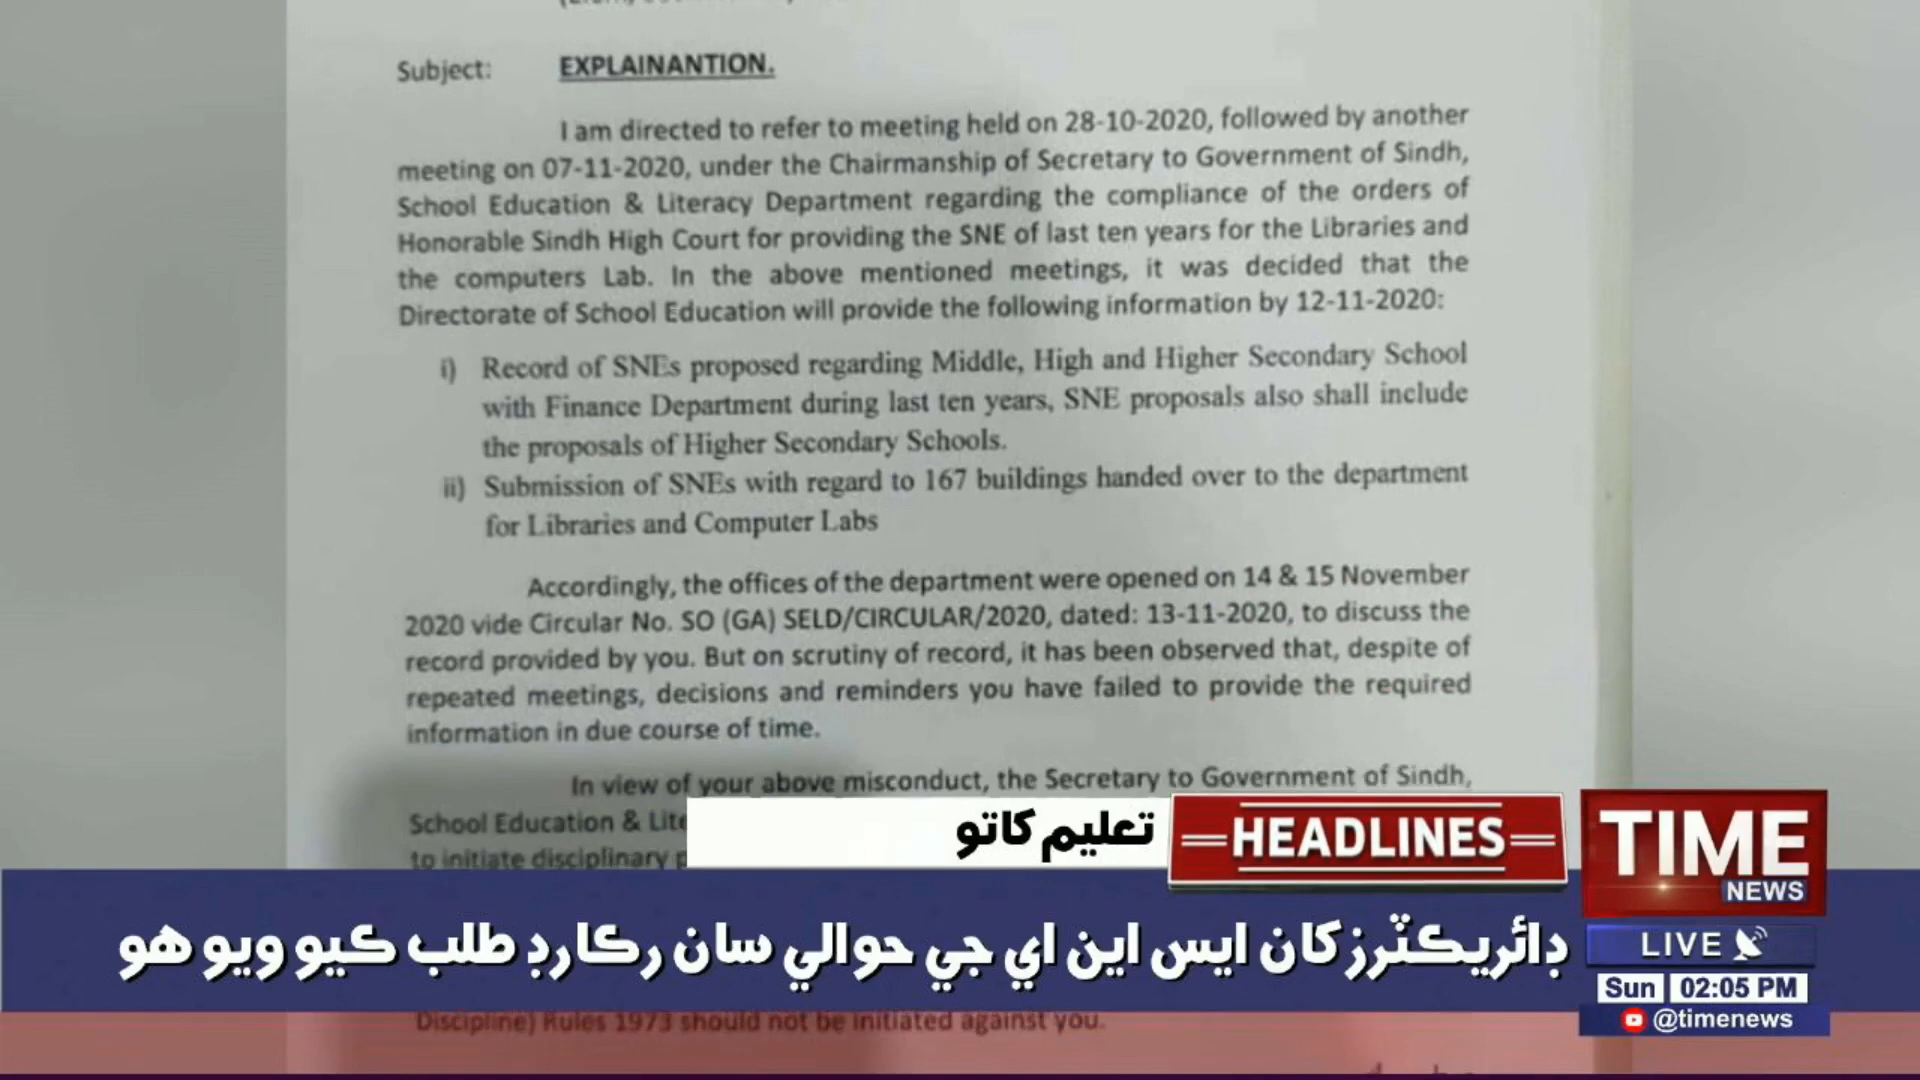 Subject: EXPLAINANTION.
I am directed to refer to meeting held on 28-10-2020, followed by another
meeting on 07-11-2020, under the Chairmanship of Secretary to Government of Sindh,
School Education & Literacy Department regarding the compliance of the orders of
Honorable Sindh High Court for providing the SNE of last ten years for the Libraries and
the computers Lab. In the above mentioned meetings, it was decided that the
Directorate of School Education will provide the following information by 12-11-2020:
i) Record of SNEs proposed regarding Middle, High and Higher Secondary School
with Finance Department during last ten years, SNE proposals also shall include
the proposals of Higher Secondary Schools.
ii) Submission of SNEs with regard to 167 buildings handed over to the department
for Libraries and Computer Labs
Accordingly, the offices of the department were opened on 14 & 15 November
2020 vide Circular No. SO (GA) SELD/CIRCULAR/2020, dated: 13-11-2020, to discuss the
record provided by you. But on scrutiny of record, it has been observed that, despite of
repeated meetings, decisions and reminders you have failed to provide the required
information in due course of time.
In view of your above misconduct, the Secretary to Government of Sindh,
School Education &
to initiate disciplinary
تعليم کاتو
HEADLINES
TIME
NEWS
ڊائريڪٽرز کان ايس اين اي جي حوالي سان رڪارڊ طلب ڪيو ويو هو
LIVE
Sun 02:05 PM
@timenews
Discipline) Rules 1973 should not be initiated against you.